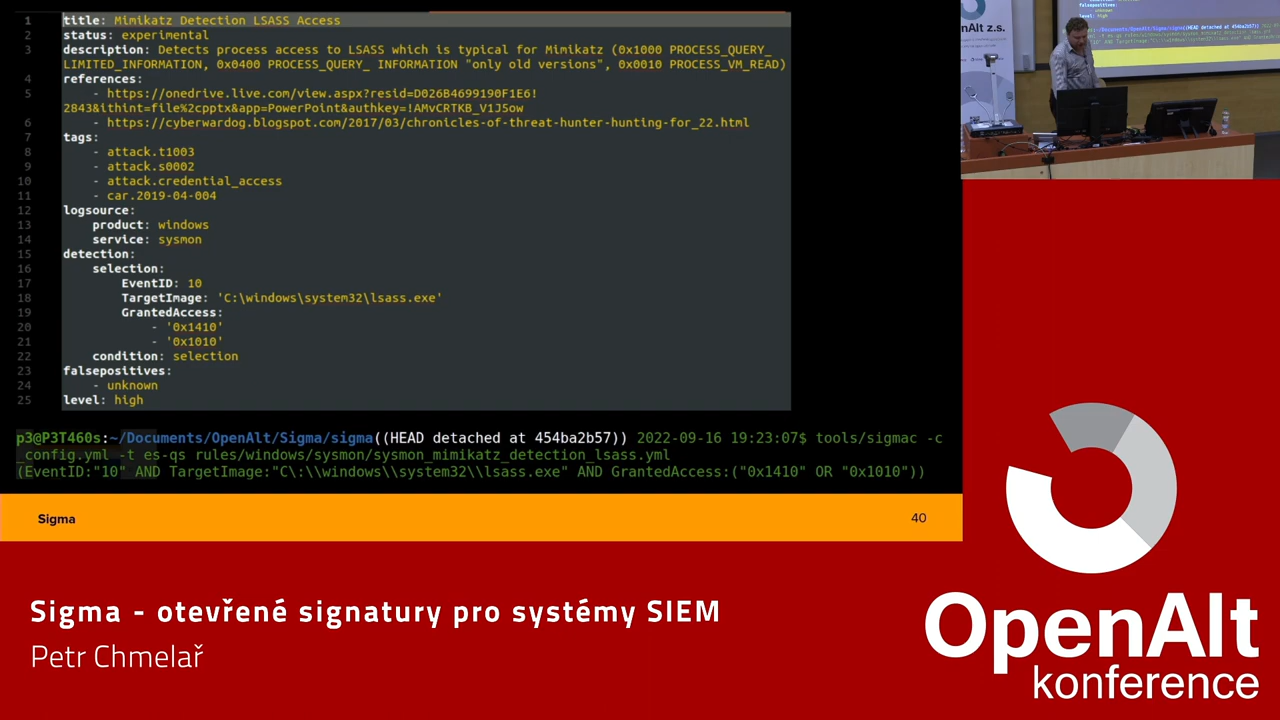 1 title: Mimikatz Detection LSASS Access
2 status: experimental
3 description: Detects process access to LSASS which is typical for Mimikatz (0x1000 PROCESS_QUERY_
LIMITED_INFORMATION, 0x0400 PROCESS_QUERY_ INFORMATION "only old versions", 0x0010 PROCESS_VM_READ)
4 references:
5 - https://onedrive.live.com/view.aspx?resid=D026B4699190F1E6!
2843&ithint=file%2cpptx&app=PowerPoint&authkey=!AMvCRTKB_V1J5ow
6 - https://cyberwardog.blogspot.com/2017/03/chronicles-of-threat-hunter-hunting-for_22.html
7 tags:
8 - attack.t1003
9 - attack.s0002
10 - attack.credential_access
11 - car.2019-04-004
12 logsource:
13 product: windows
14 service: sysmon
15 detection:
16 selection:
17 EventID: 10
18 TargetImage: 'C:\windows\system32\lsass.exe'
19 GrantedAccess:
20 - '0x1410'
21 - '0x1010'
22 condition: selection
23 falsepositives:
24 - unknown
25 level: high
p3@P3T460s:~/Documents/OpenAlt/Sigma/sigma((HEAD detached at 454ba2b57)) 2022-09-16 19:23:07$ tools/sigmac -c
_config.yml -t es-qs rules/windows/sysmon/sysmon_mimikatz_detection_lsass.yml
(EventID:"10" AND TargetImage:"C\:\\windows\\system32\\lsass.exe" AND GrantedAccess:("0x1410" OR "0x1010"))
Sigma 40
nAlt z.s.
Sigma - otevřené signatury pro systémy SIEM
Petr Chmelař
OpenAlt
konference